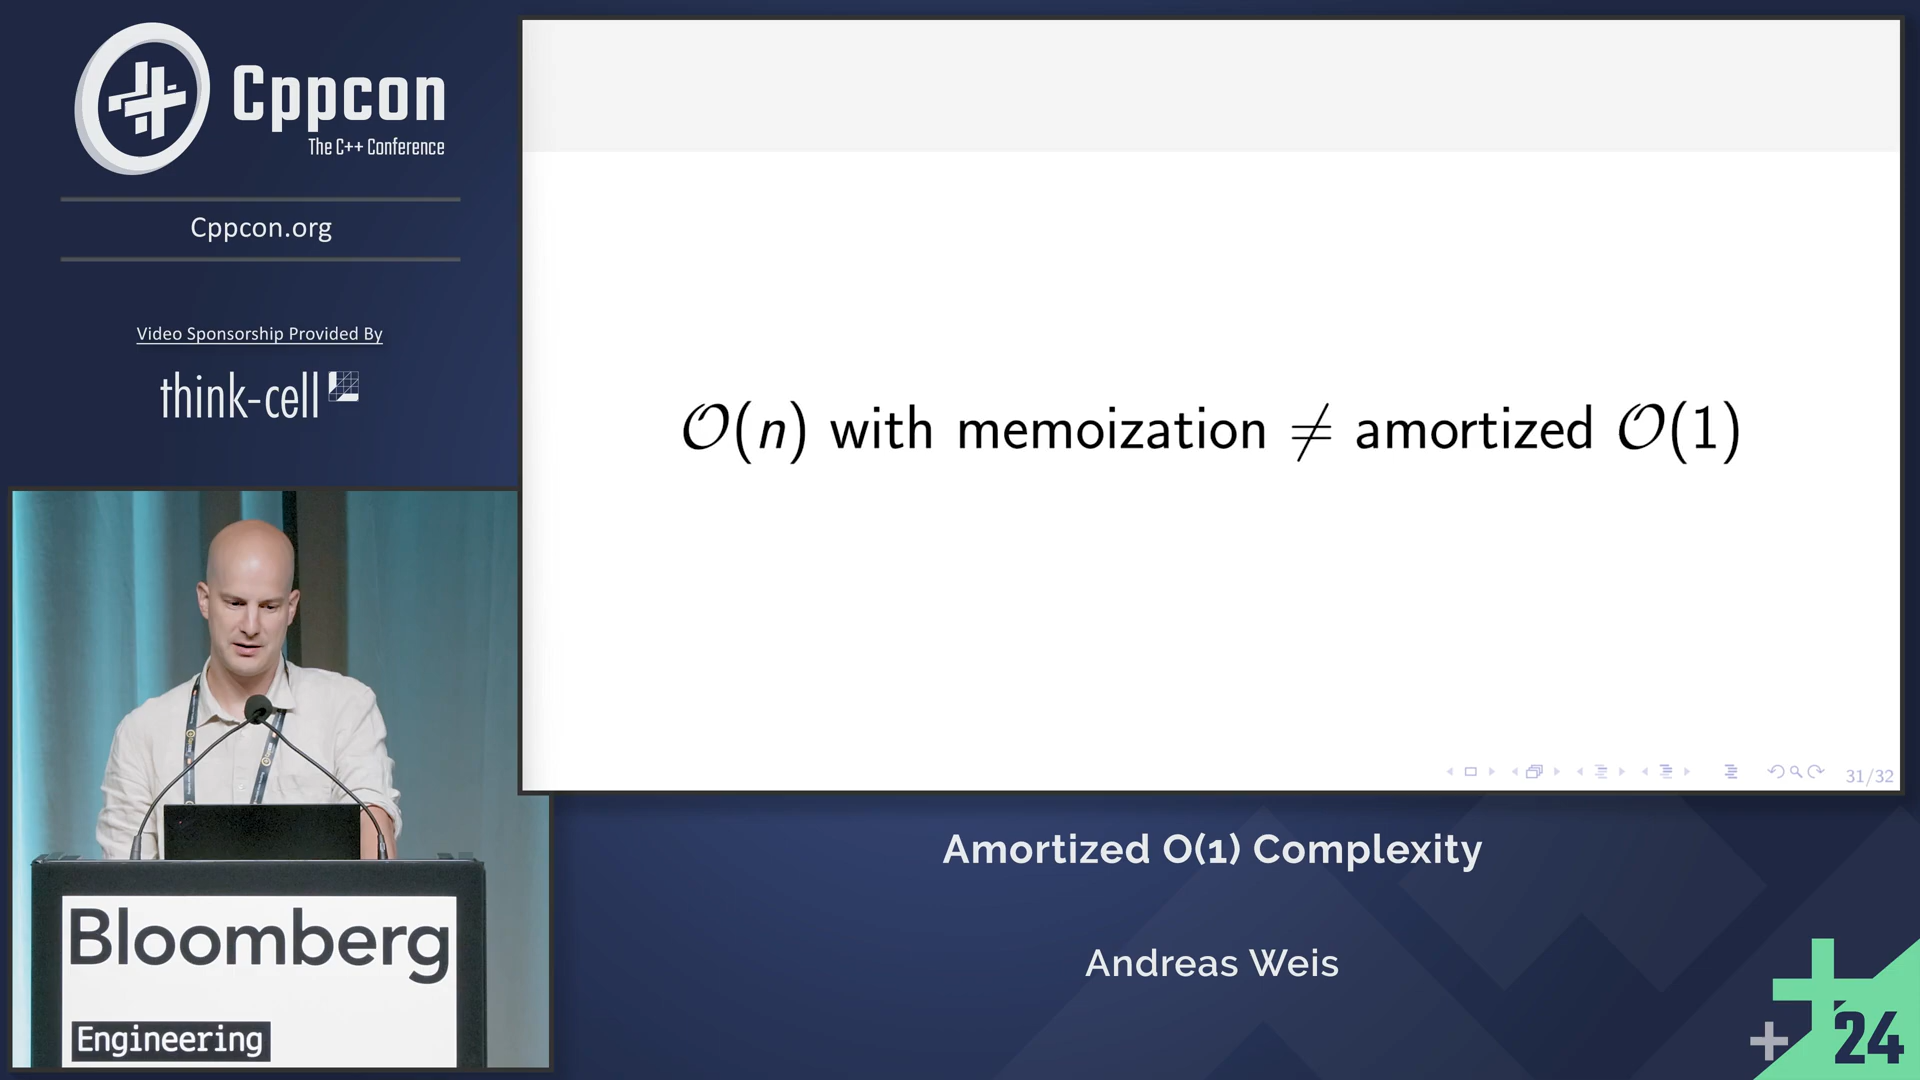 Cppcon
The C++ Conference
Cppcon.org
Video Sponsorship Provided By
think-cell
𝒪(n) with memoization ≠ amortized 𝒪(1)
31/32
Amortized O(1) Complexity
Andreas Weis
Bloomberg
Engineering
24